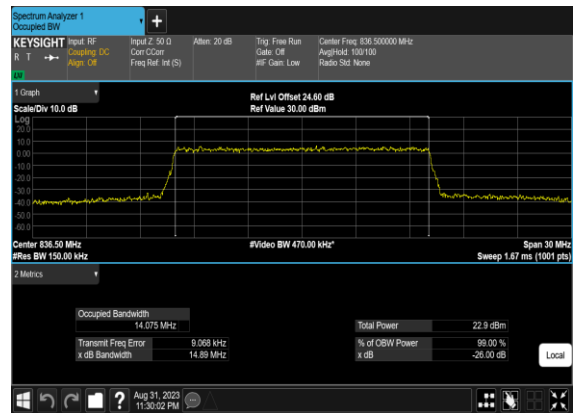 Spectrum Analyzer 1
Occupied BW
+
KEYSIGHT Input: RF Input Z: 50 Ω Atten: 20 dB Trig: Free Run Center Freq: 836.500000 MHz
R T Coupling: DC Corr CCorr Gate: Off Avg|Hold: 100/100
Align: Off Freq Ref: Int (S) #IF Gain: Low Radio Std: None
1 Graph Ref Lvl Offset 24.60 dB
Scale/Div 10.0 dB Ref Value 30.00 dBm
Log
20.0
10.0
0.00
-10.0
-20.0
-30.0
-40.0
-50.0
-60.0
Center 836.50 MHz #Video BW 470.00 kHz* Span 30 MHz
#Res BW 150.00 kHz Sweep 1.67 ms (1001 pts)
2 Metrics
Occupied Bandwidth
14.075 MHz Total Power 22.9 dBm
Transmit Freq Error 9.068 kHz % of OBW Power 99.00 %
x dB Bandwidth 14.89 MHz x dB -26.00 dB
Local
? Aug 31, 2023
11:30:02 PM